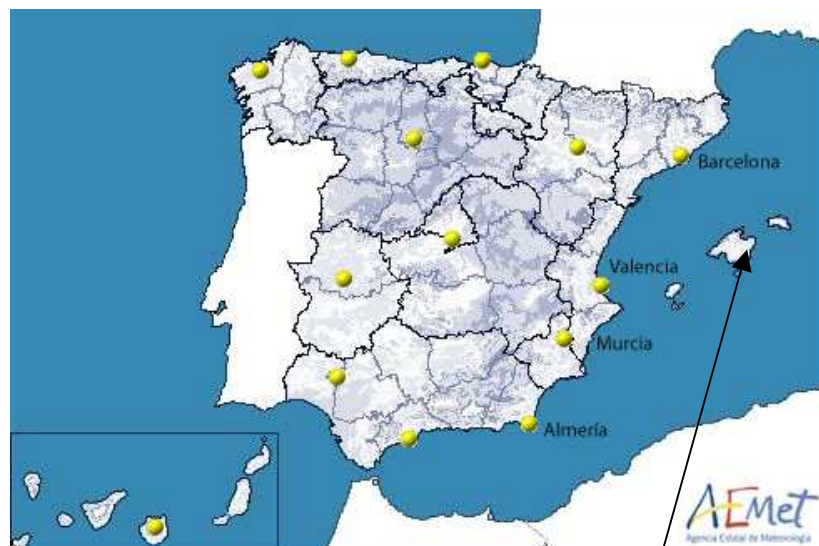 Barcelona
Valencia
Murcia
Almería
AEMet
Agencia Estatal de Meteorología